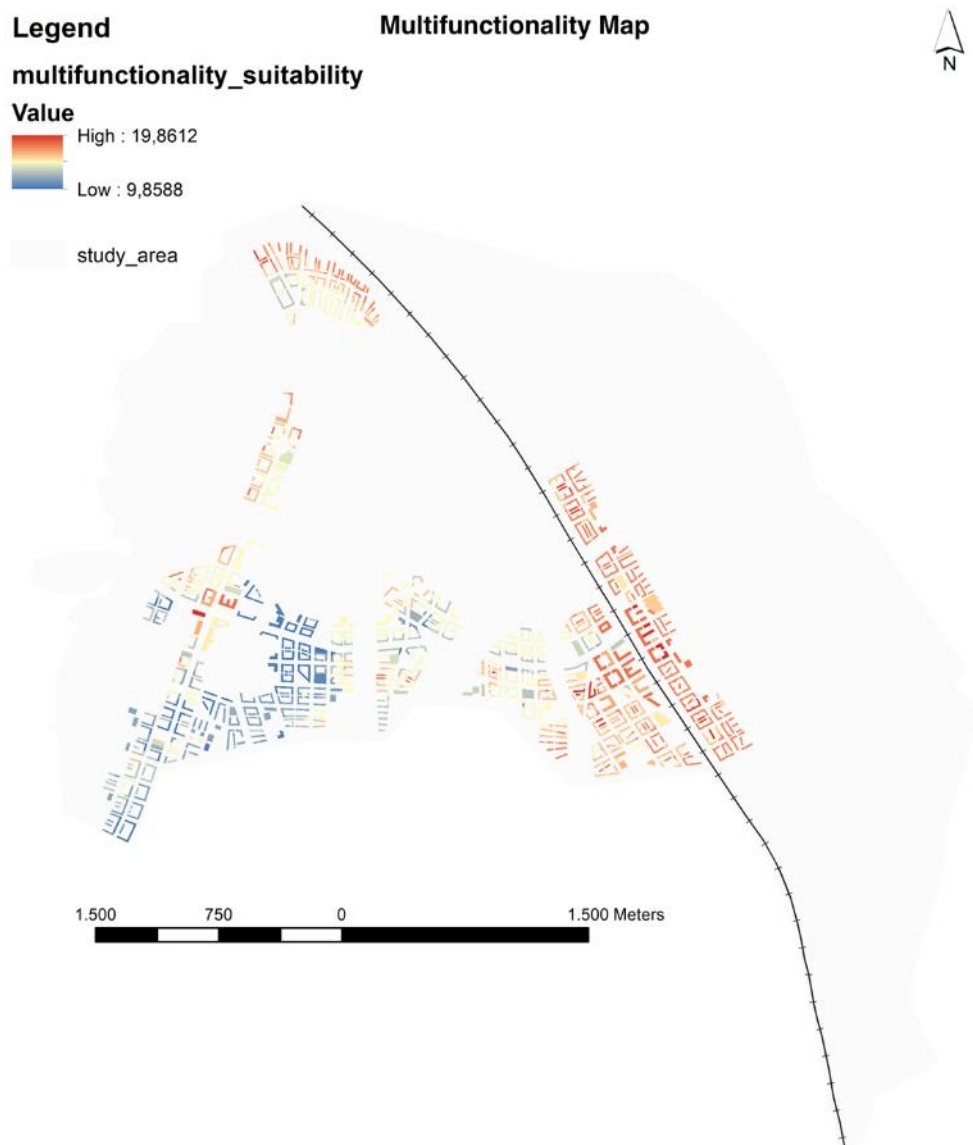 Legend
Multifunctionality Map
N
multifunctionality_suitability
Value
High : 19,8612
Low : 9,8588
study_area
1.500 750 0 1.500 Meters